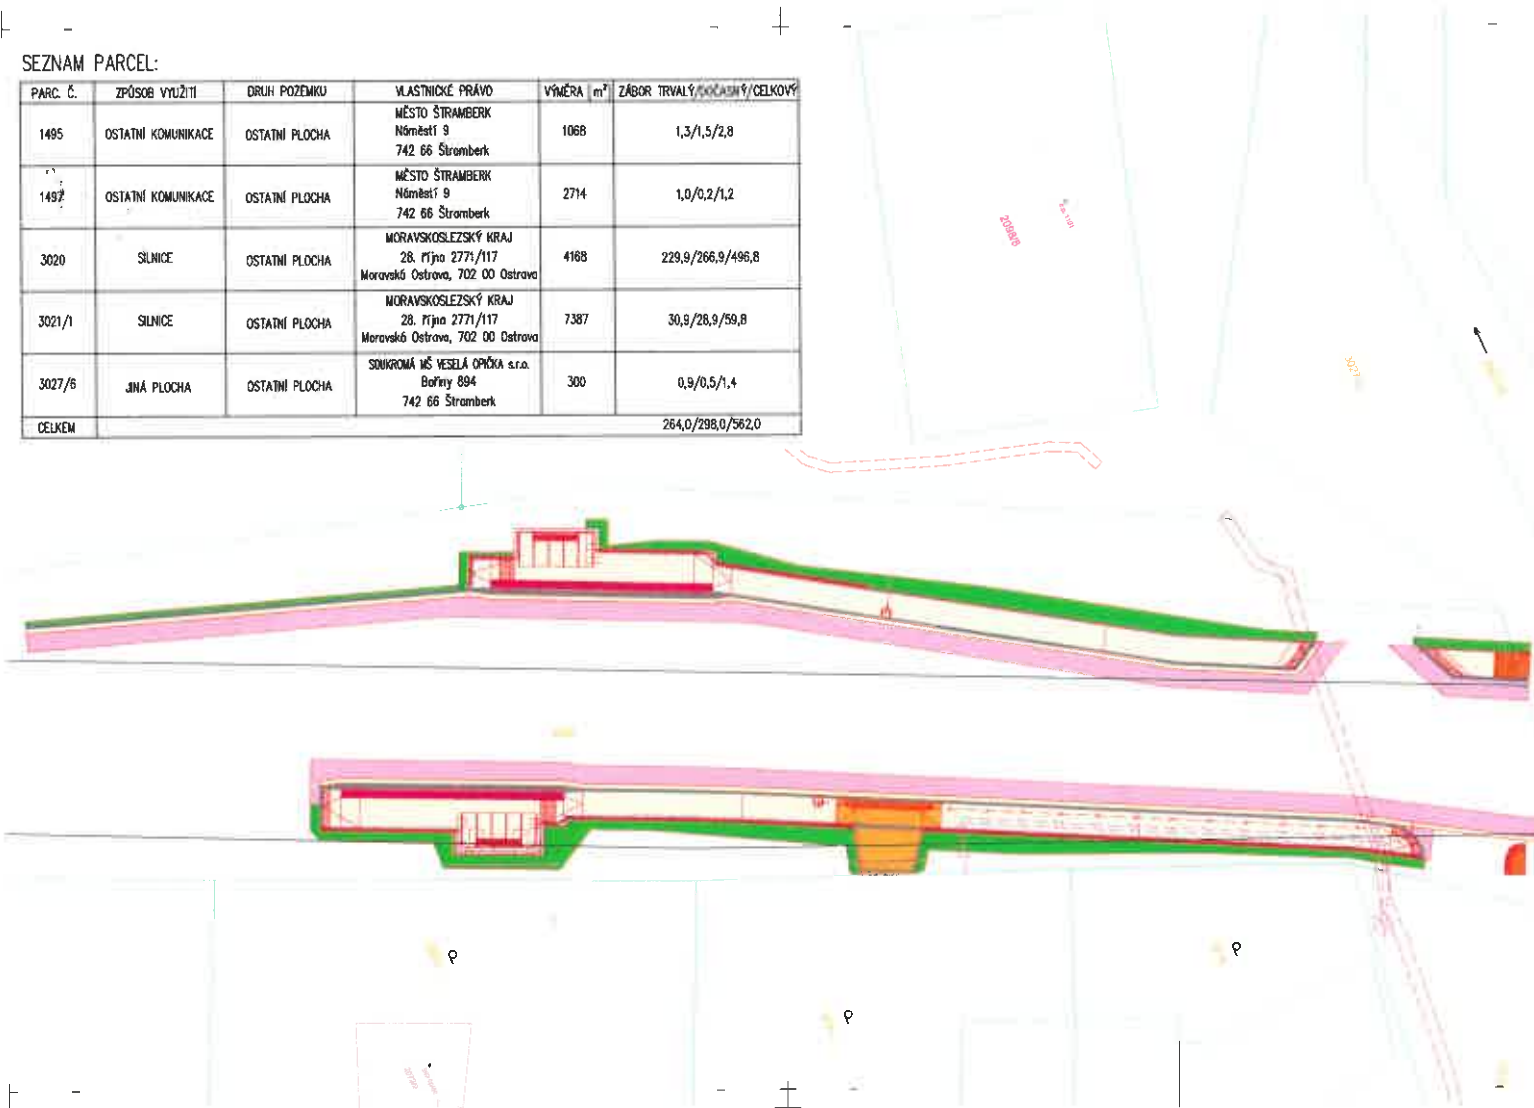 SEZNAM PARCEL:
PARC. Č. ZPŮSOB VYUŽITÍ DRUH POZEMKU VLASTNICKÉ PRÁVO VÝMĚRA m² ZÁBOR TRVALÝ/DOČASNÝ/CELKOVÝ
1495 OSTATNÍ KOMUNIKACE OSTATNÍ PLOCHA MĚSTO ŠTRAMBERK
Náměstí 9
742 66 Štramberk 1068 1,3/1,5/2,8
1497 OSTATNÍ KOMUNIKACE OSTATNÍ PLOCHA MĚSTO ŠTRAMBERK
Náměstí 9
742 66 Štramberk 2714 1,0/0,2/1,2
3020 SILNICE OSTATNÍ PLOCHA MORAVSKOSLEZSKÝ KRAJ
28. října 2771/117
Moravská Ostrava, 702 00 Ostrava 4168 229,9/266,9/496,8
3021/1 SILNICE OSTATNÍ PLOCHA MORAVSKOSLEZSKÝ KRAJ
28. října 2771/117
Moravská Ostrava, 702 00 Ostrava 7387 30,9/28,9/59,8
3027/6 JINÁ PLOCHA OSTATNÍ PLOCHA SOUKROMÁ MŠ VESELÁ OPIČKA s.r.o.
Bařiny 894
742 66 Štramberk 300 0,9/0,5/1,4
CELKEM 264,0/298,0/562,0
2098/8